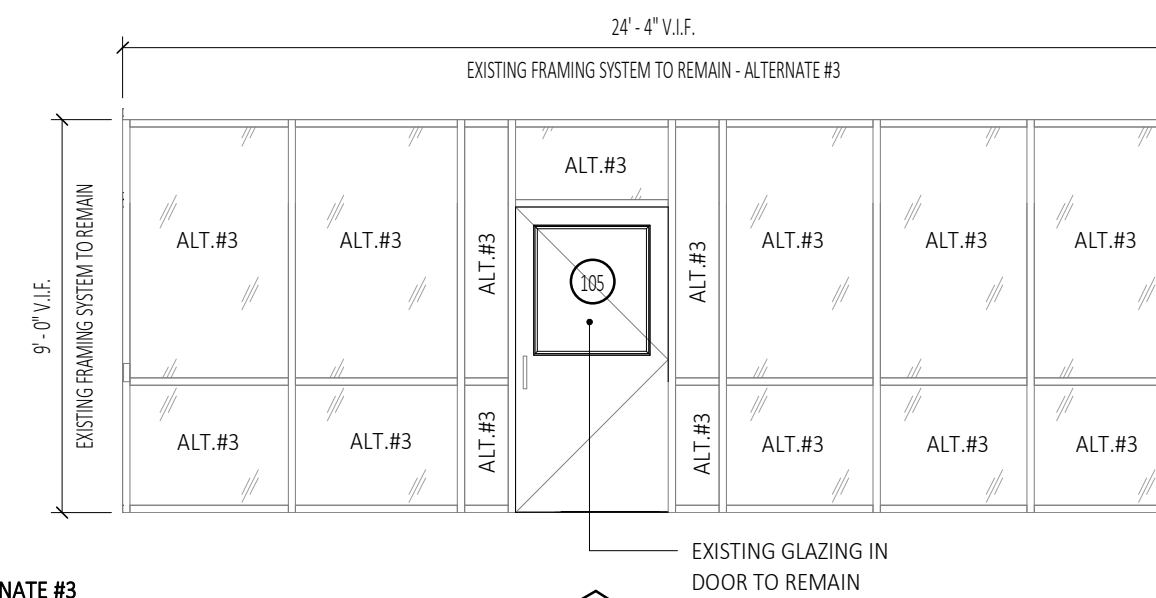 24' - 4" V.I.F.
EXISTING FRAMING SYSTEM TO REMAIN - ALTERNATE #3
9' - 0" V.I.F.
EXISTING FRAMING SYSTEM TO REMAIN
ALT.#3
ALT.#3
ALT.#3
ALT.#3
ALT.#3
ALT.#3
ALT.#3
ALT.#3
105
ALT.#3
ALT.#3
ALT.#3
ALT.#3
ALT.#3
ALT.#3
ALT.#3
EXISTING GLAZING IN
DOOR TO REMAIN
NATE #3